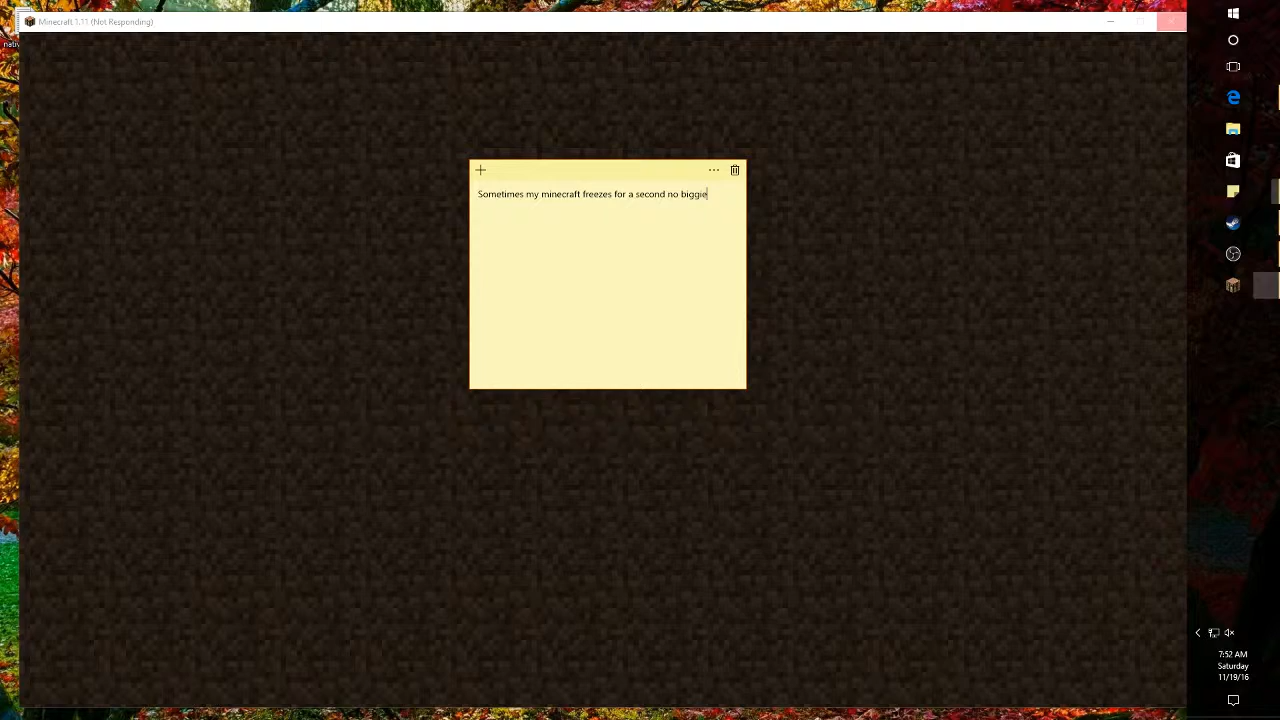 Minecraft 1.11 (Not Responding)
Sometimes my minecraft freezes for a second no biggie
7:52 AM
Saturday
11/19/16